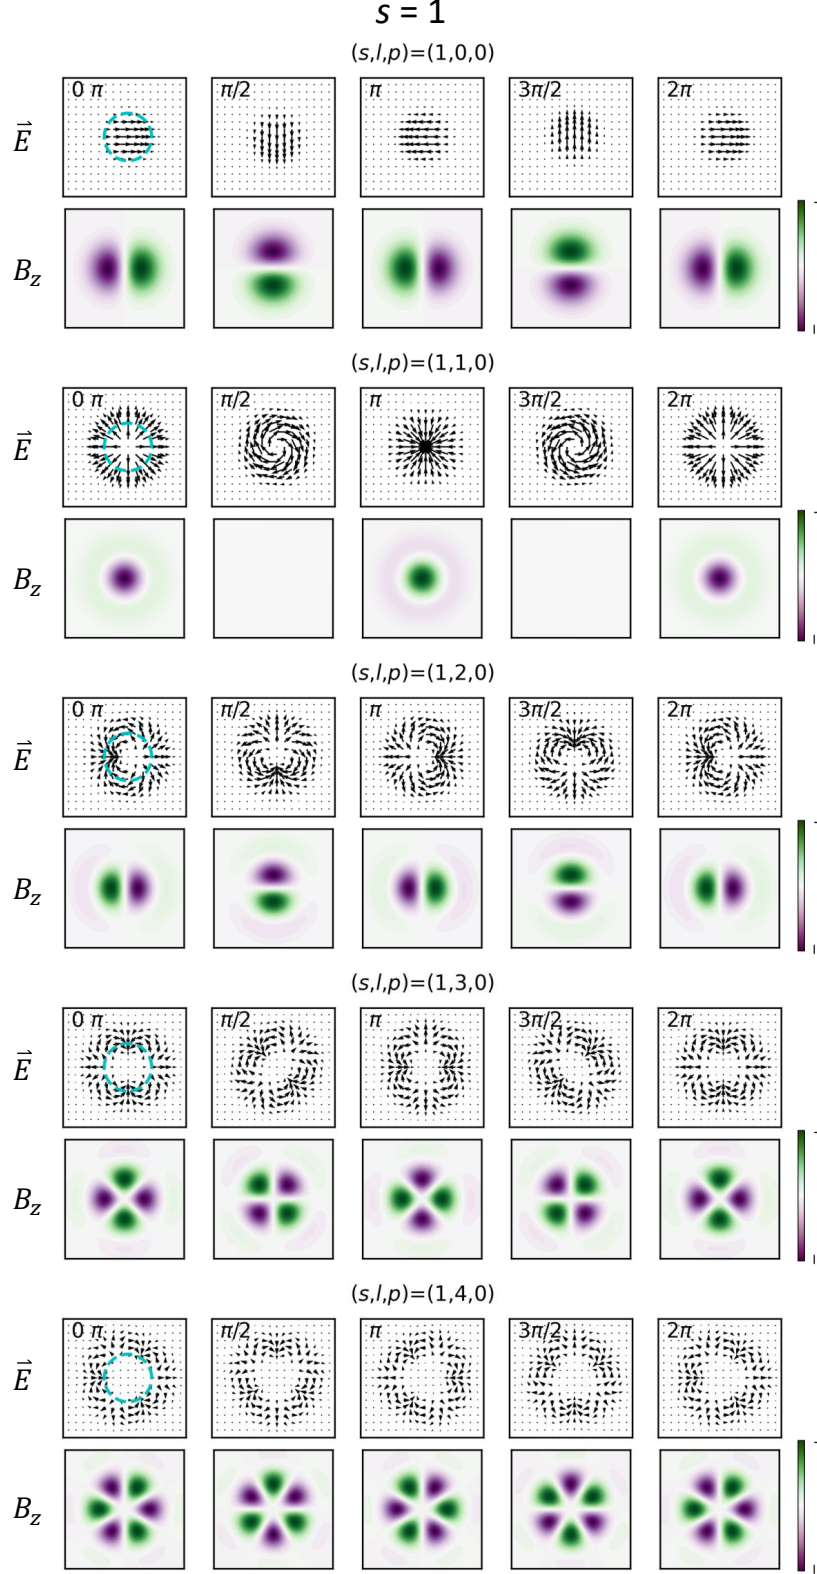 s = 1
(s,l,p)=(1,0,0)
0 π π/2 π 3π/2 2π
E⃗
B_z
(s,l,p)=(1,1,0)
0 π π/2 π 3π/2 2π
E⃗
B_z
(s,l,p)=(1,2,0)
0 π π/2 π 3π/2 2π
E⃗
B_z
(s,l,p)=(1,3,0)
0 π π/2 π 3π/2 2π
E⃗
B_z
(s,l,p)=(1,4,0)
0 π π/2 π 3π/2 2π
E⃗
B_z